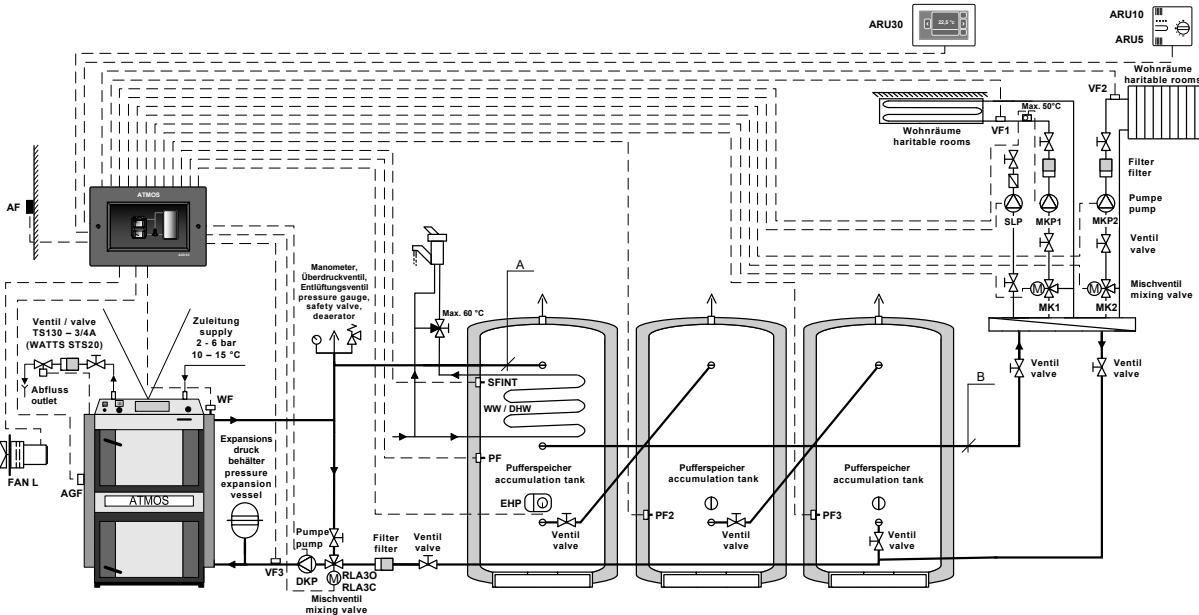 ARU30
22,5 °c
ARU10
ARU5
Wohnräume
haritable rooms
VF2
Max. 50°C
VF1
Wohnräume
haritable rooms
Filter
filter
Pumpe
pump
SLP
MKP1
MKP2
Ventil
valve
Mischventil
mixing valve
M
M
MK1
MK2
AF
ATMOS
Manometer,
Überdruckventil,
Entlüftungsventil
pressure gauge,
safety valve,
deaerator
A
Max. 60 °C
Ventil / valve
TS130 – 3/4A
(WATTS STS20)
Zuleitung
supply
2 - 6 bar
10 – 15 °C
Abfluss
outlet
WF
FAN L
AGF
ATMOS
Expansions
druck
behälter
pressure
expansion
vessel
VF3
Pumpe
pump
DKP
M
RLA3O
RLA3C
Mischventil
mixing valve
Filter
filter
Ventil
valve
SFINT
WW / DHW
PF
Pufferspeicher
accumulation tank
EHP
Ventil
valve
PF2
Pufferspeicher
accumulation tank
Ventil
valve
PF3
Pufferspeicher
accumulation tank
Ventil
valve
B
Ventil
valve
Ventil
valve